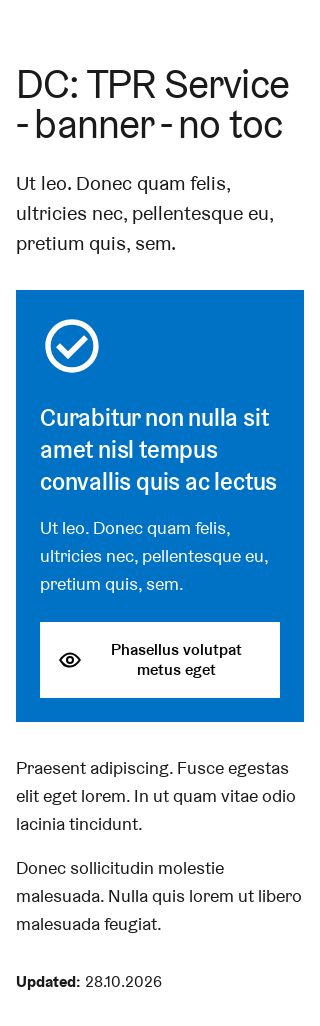 DC: TPR Service
- banner - no toc
Ut leo. Donec quam felis,
ultricies nec, pellentesque eu,
pretium quis, sem.
Curabitur non nulla sit
amet nisl tempus
convallis quis ac lectus
Ut leo. Donec quam felis,
ultricies nec, pellentesque eu,
pretium quis, sem.
Phasellus volutpat
metus eget
Praesent adipiscing. Fusce egestas
elit eget lorem. In ut quam vitae odio
lacinia tincidunt.
Donec sollicitudin molestie
malesuada. Nulla quis lorem ut libero
malesuada feugiat.
Updated: 28.10.2026